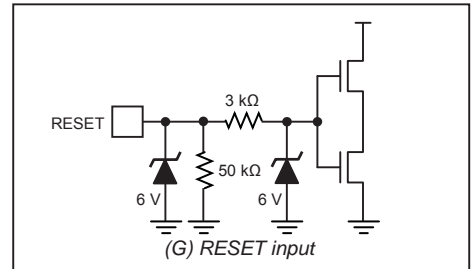 3 kΩ
RESET
50 kΩ
6 V
6 V
(G) RESET input